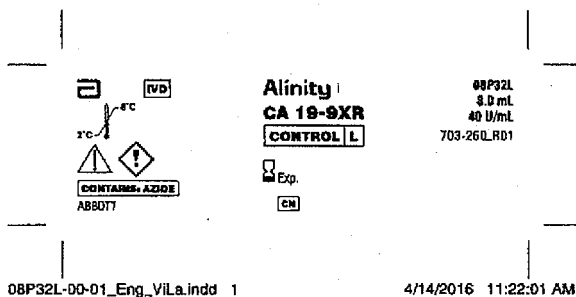 IVD
8°C
2°C
CONTAINS: AZIDE
ABBOTT
Alinity i
CA 19-9XR
CONTROL L
Exp.
CN
08P32L
8.0 mL
40 U/mL
703-260_R01
08P32L-00-01_Eng_ViLa.indd 1
4/14/2016 11:22:01 AM